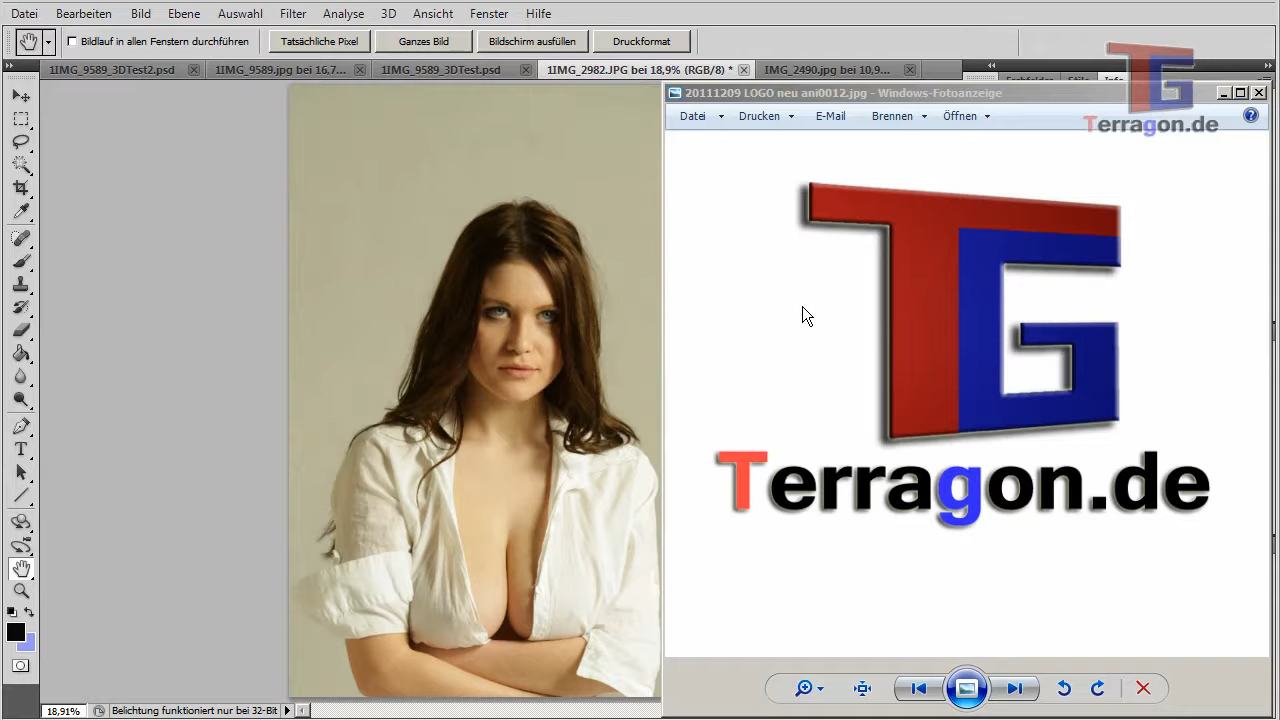 Datei Bearbeiten Bild Ebene Auswahl Filter Analyse 3D Ansicht Fenster Hilfe
Bildlauf in allen Fenstern durchführen Tatsächliche Pixel Ganzes Bild Bildschirm ausfüllen Druckformat
1IMG_9589_3DTest2.psd 1IMG_9589.jpg bei 16,7... 1IMG_9589_3DTest.psd 1IMG_2982.JPG bei 18,9% (RGB/8) * IMG_2490.jpg bei 10,9...
TG
Terragon.de
20111209 LOGO neu ani0012.jpg - Windows-Fotoanzeige
Datei Drucken E-Mail Brennen Öffnen
TG
Terragon.de
18,91% Belichtung funktioniert nur bei 32-Bit